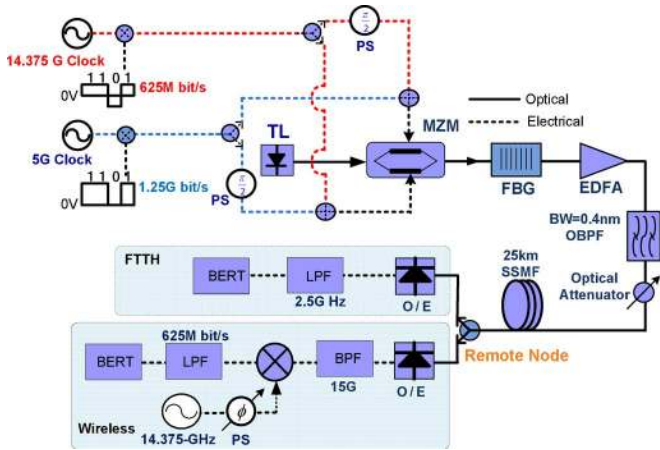 π/2
PS
14.375 G Clock
1 1 0 1
0V
625M bit/s
5G Clock
1 1 0 1
0V
1.25G bit/s
π/2
PS
TL
MZM
Optical
Electrical
FBG
EDFA
BW=0.4nm
OBPF
Optical
Attenuator
25km
SSMF
Remote Node
FTTH
BERT
LPF
2.5G Hz
O / E
625M bit/s
BERT
LPF
BPF
15G
O / E
ϕ
Wireless
14.375-GHz
PS